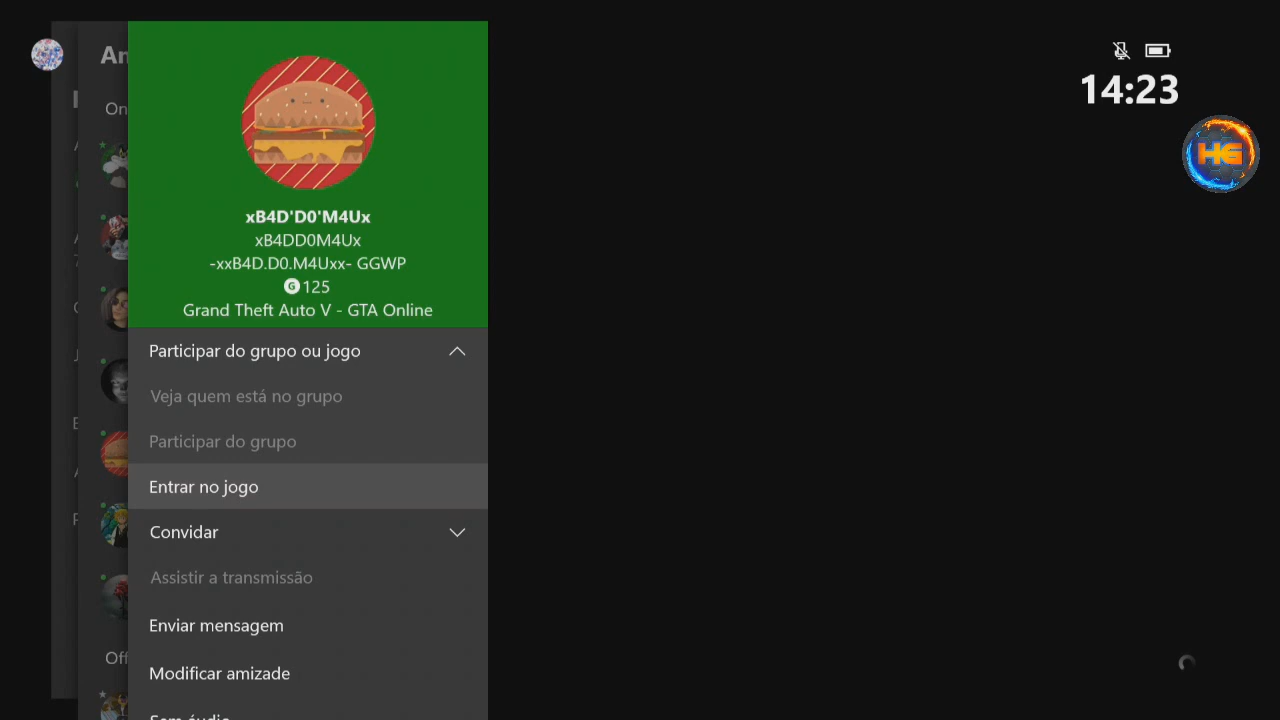 14:23
HG
xB4D'D0'M4Ux
xB4DD0M4Ux
-xxB4D.D0.M4Uxx- GGWP
G 125
Grand Theft Auto V - GTA Online
Participar do grupo ou jogo
Veja quem está no grupo
Participar do grupo
Entrar no jogo
Convidar
Assistir a transmissão
Enviar mensagem
Modificar amizade
Sem áudio